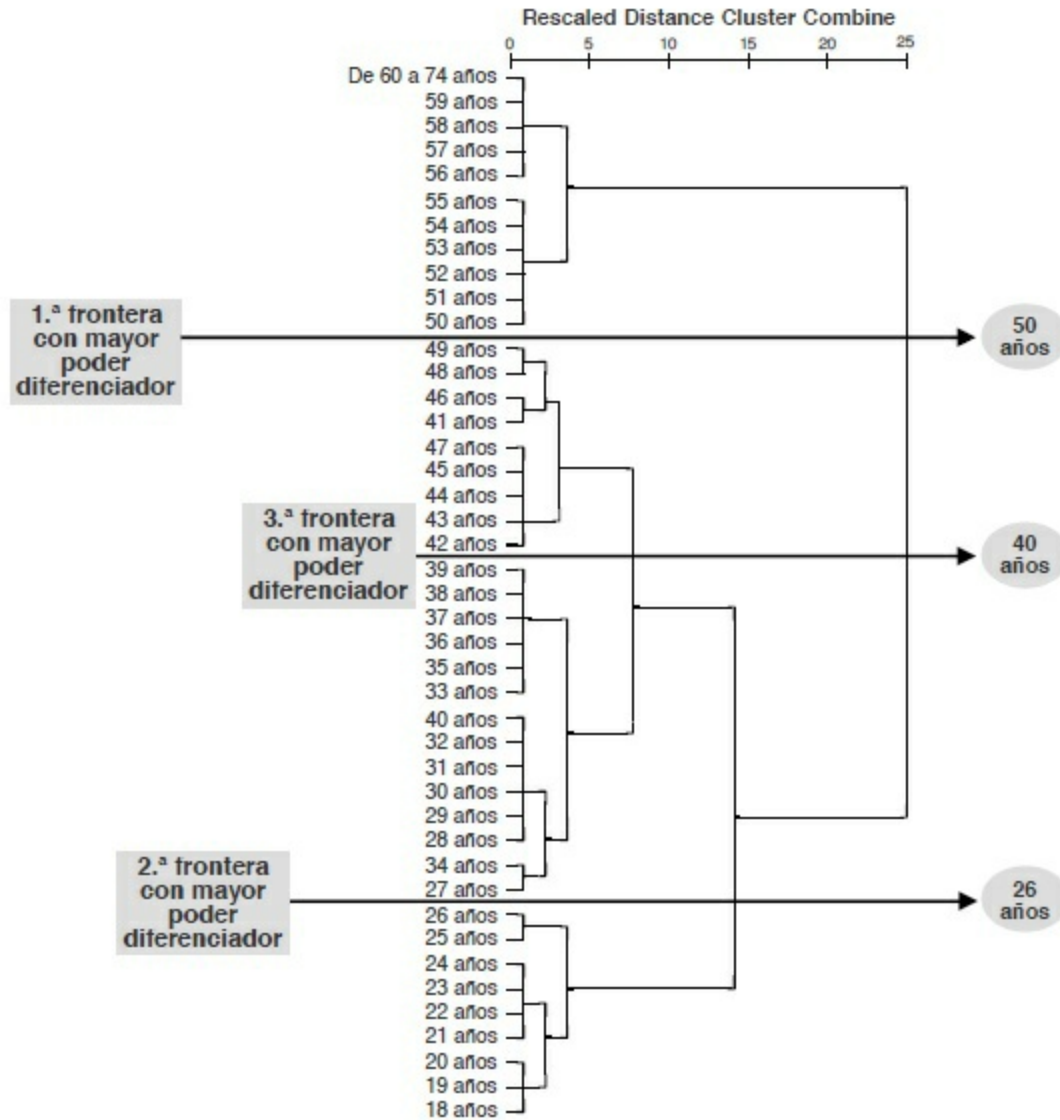 Rescaled Distance Cluster Combine
0 5 10 15 20 25
De 60 a 74 años
59 años
58 años
57 años
56 años
55 años
54 años
53 años
52 años
51 años
50 años
1.ª frontera
con mayor
poder
diferenciador
50
años
49 años
48 años
46 años
41 años
47 años
45 años
44 años
43 años
42 años
3.ª frontera
con mayor
poder
diferenciador
40
años
39 años
38 años
37 años
36 años
35 años
33 años
40 años
32 años
31 años
30 años
29 años
28 años
34 años
27 años
2.ª frontera
con mayor
poder
diferenciador
26
años
26 años
25 años
24 años
23 años
22 años
21 años
20 años
19 años
18 años